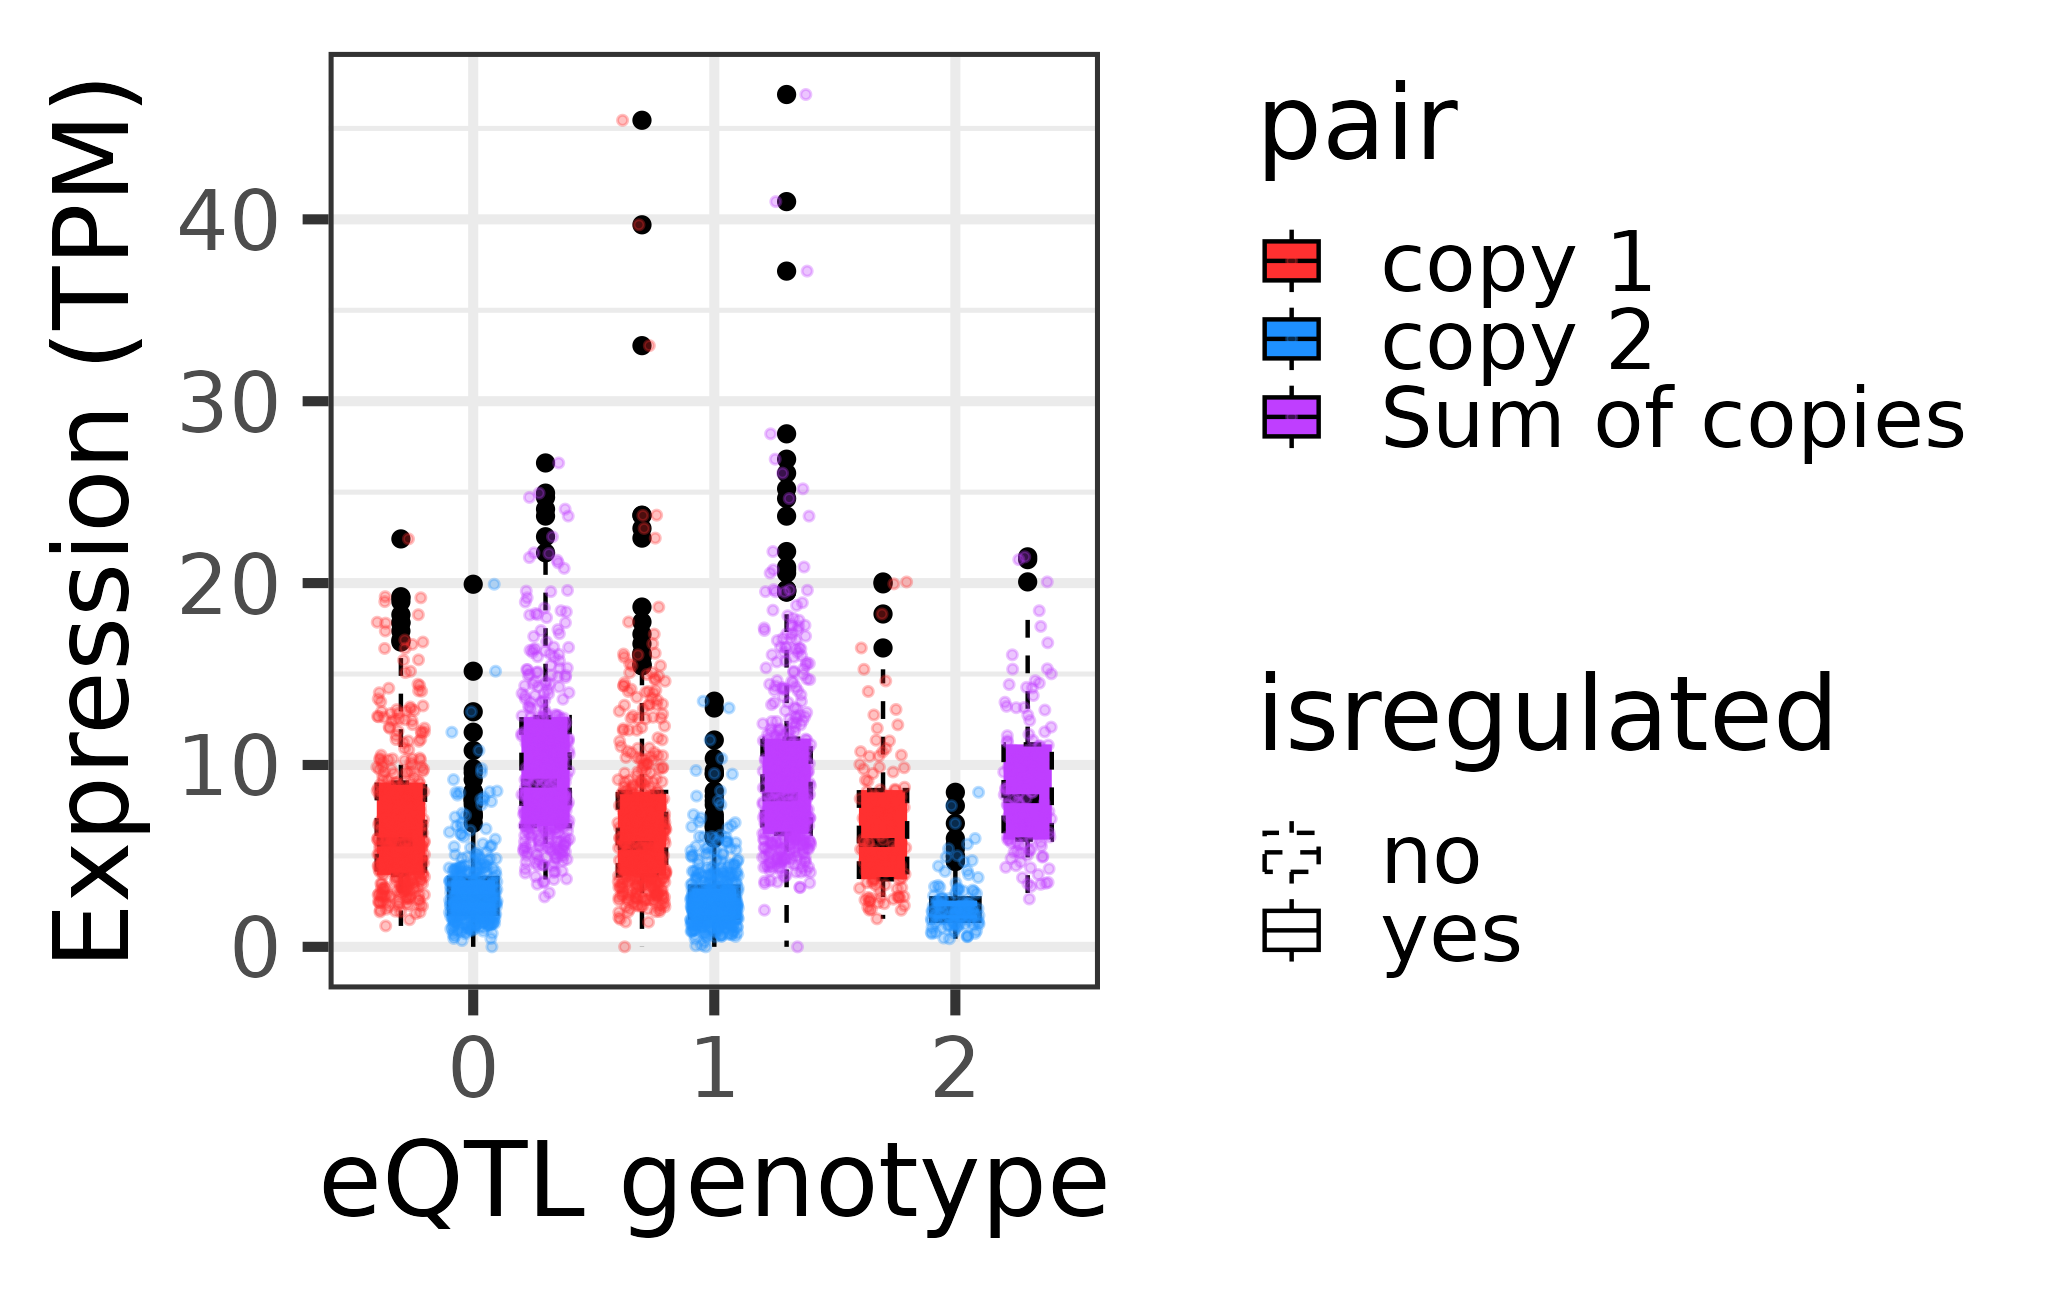 Expression (TPM)
40
30
20
10
0
0 1 2
eQTL genotype
pair
copy 1
copy 2
Sum of copies
isregulated
no
yes